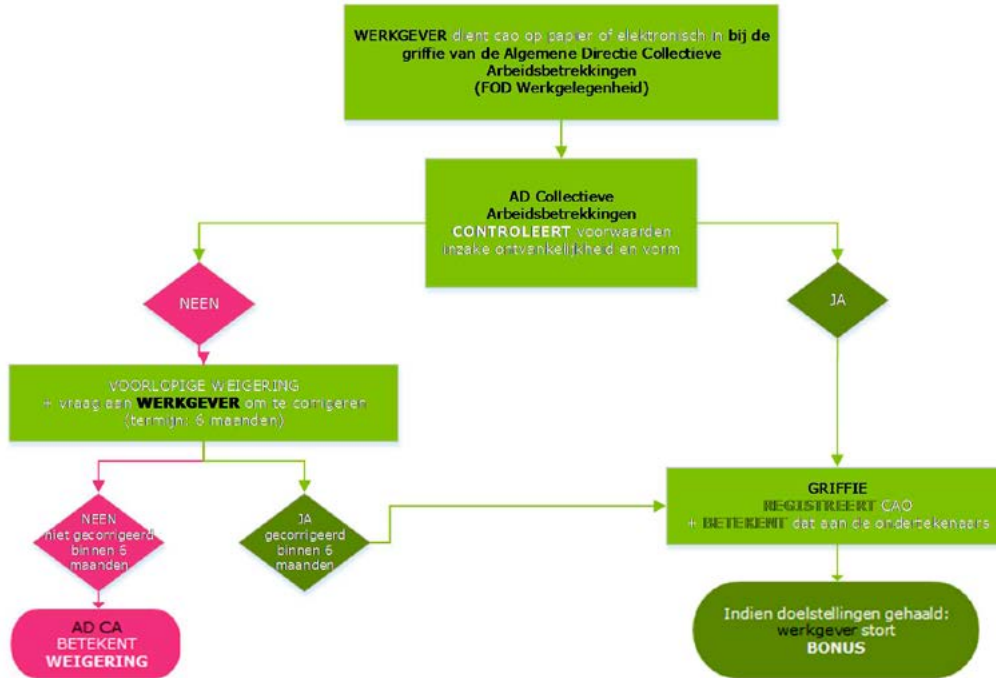 WERKGEVER dient cao op papier of elektronisch in bij de
griffie van de Algemene Directie Collectieve
Arbeidsbetrekkingen
(FOD Werkgelegenheid)
AD Collectieve
Arbeidsbetrekkingen
CONTROLEERT voorwaarden
inzake ontvankelijkheid en vorm
NEEN
JA
VOORLOPIGE WEIGERING
+ vraag aan WERKGEVER om te corrigeren
(termijn: 6 maanden)
NEEN
niet gecorrigeerd
binnen 6
maanden
JA
gecorrigeerd
binnen 6
maanden
GRIFFIE
REGISTREERT CAO
+ BETEKENT dat aan de ondertekenaars
AD CA
BETEKENT
WEIGERING
Indien doelstellingen gehaald:
werkgever stort
BONUS